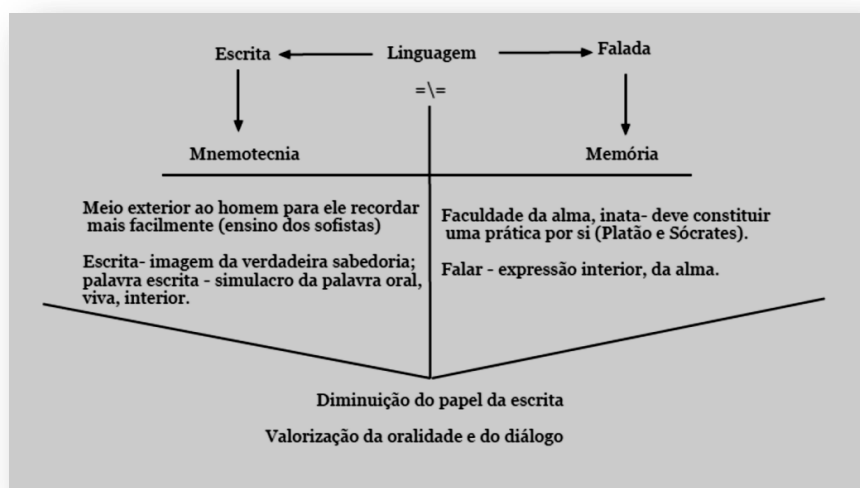 Escrita Linguagem Falada
=\=
Mnemotecnia Memória
Meio exterior ao homem para ele recordar
mais facilmente (ensino dos sofistas)
Escrita- imagem da verdadeira sabedoria;
palavra escrita - simulacro da palavra oral,
viva, interior.
Faculdade da alma, inata- deve constituir
uma prática por si (Platão e Sócrates).
Falar - expressão interior, da alma.
Diminuição do papel da escrita
Valorização da oralidade e do diálogo